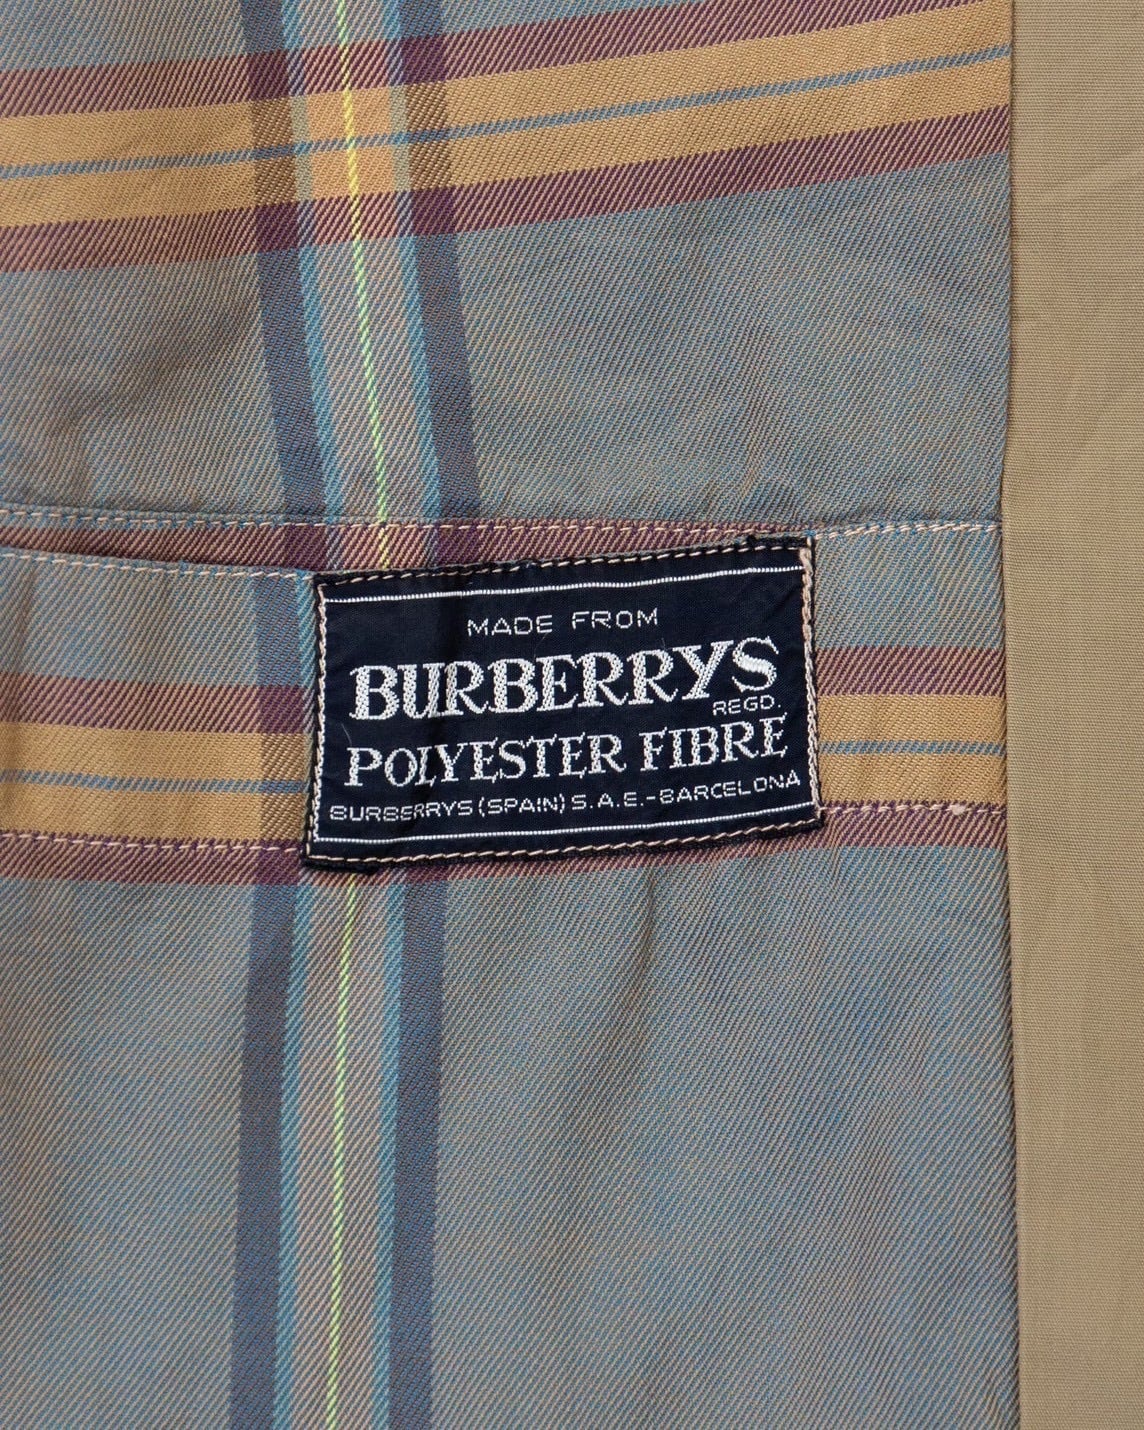 MADE FROM
BURBERRYS
REGD.
POLYESTER FIBRE
BURBERRYS (SPAIN) S.A.E.-BARCELONA